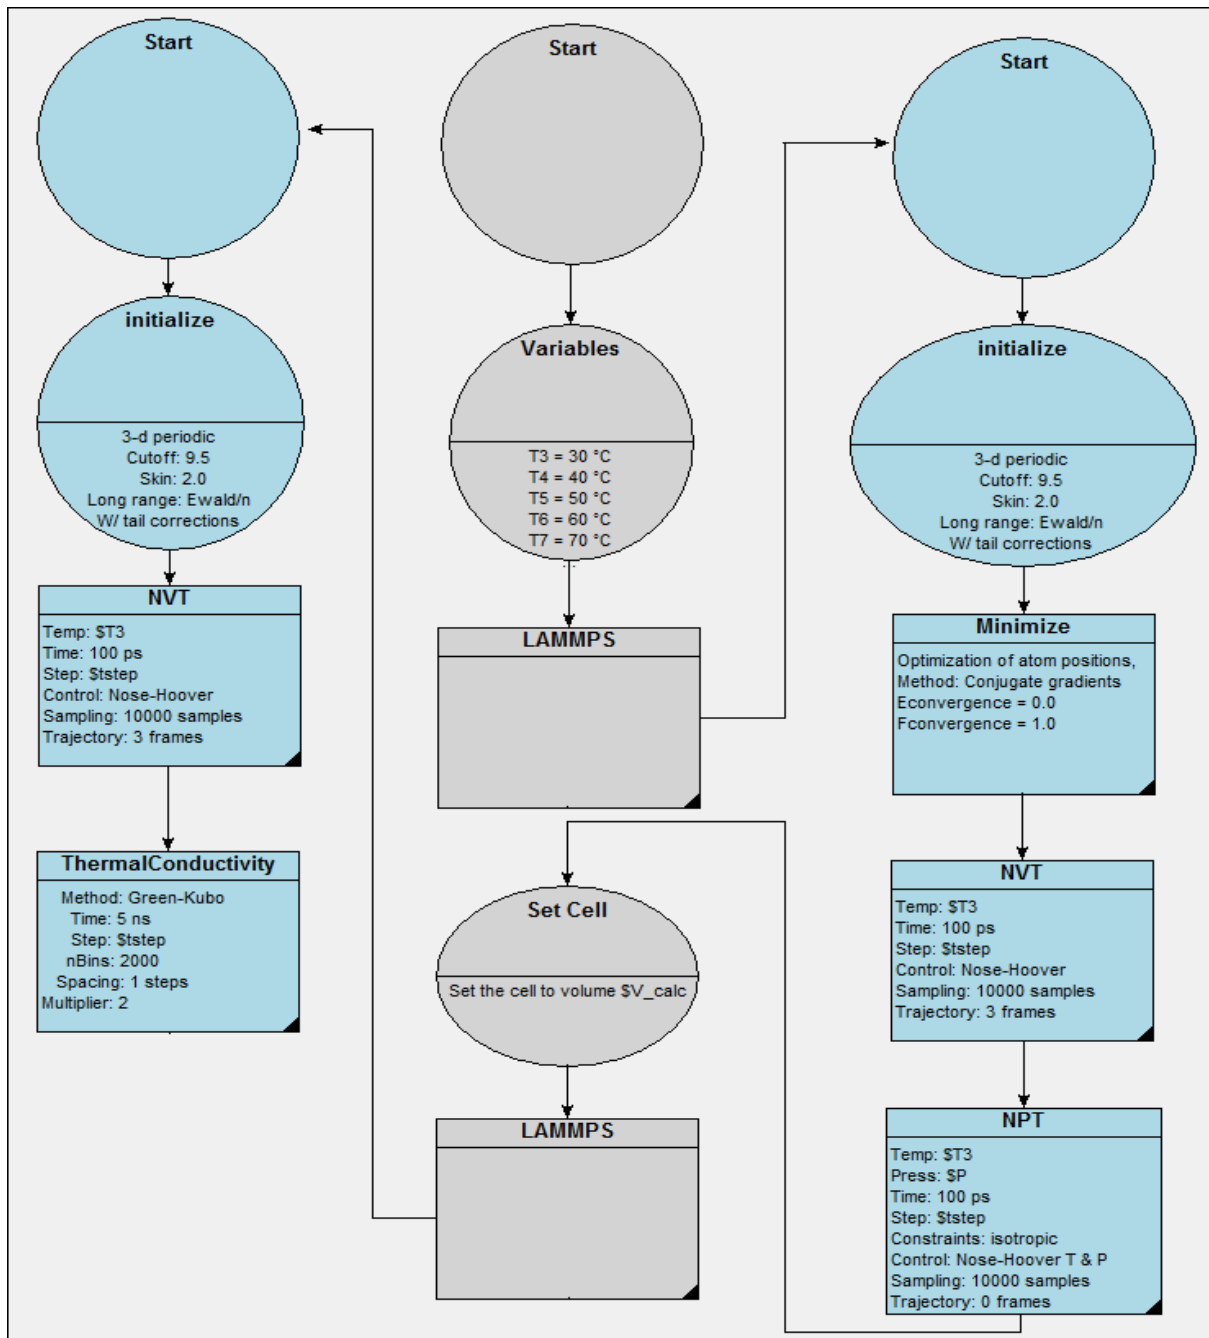 Start
initialize
3-d periodic
Cutoff: 9.5
Skin: 2.0
Long range: Ewald/n
W/ tail corrections
NVT
Temp: $T3
Time: 100 ps
Step: $tstep
Control: Nose-Hoover
Sampling: 10000 samples
Trajectory: 3 frames
ThermalConductivity
Method: Green-Kubo
Time: 5 ns
Step: $tstep
nBins: 2000
Spacing: 1 steps
Multiplier: 2
Start
Variables
T3 = 30 °C
T4 = 40 °C
T5 = 50 °C
T6 = 60 °C
T7 = 70 °C
...
LAMMPS
Set Cell
Set the cell to volume $V_calc
LAMMPS
Start
initialize
3-d periodic
Cutoff: 9.5
Skin: 2.0
Long range: Ewald/n
W/ tail corrections
Minimize
Optimization of atom positions,
Method: Conjugate gradients
Econvergence = 0.0
Fconvergence = 1.0
NVT
Temp: $T3
Time: 100 ps
Step: $tstep
Control: Nose-Hoover
Sampling: 10000 samples
Trajectory: 3 frames
NPT
Temp: $T3
Press: $P
Time: 100 ps
Step: $tstep
Constraints: isotropic
Control: Nose-Hoover T & P
Sampling: 10000 samples
Trajectory: 0 frames